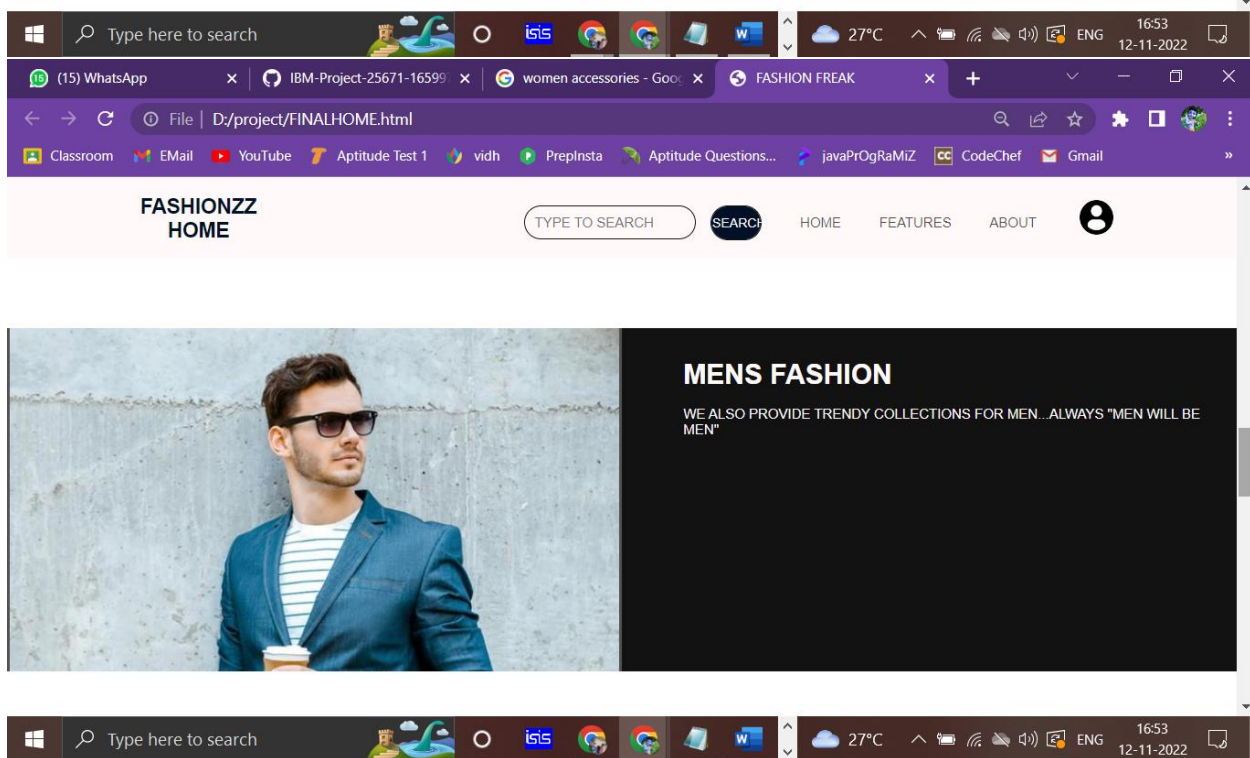 Type here to search
isis
27°C
ENG
16:53
12-11-2022
(15) WhatsApp
IBM-Project-25671-16599
women accessories - Goog
FASHION FREAK
File | D:/project/FINALHOME.html
Classroom
EMail
YouTube
Aptitude Test 1
vidh
PrepInsta
Aptitude Questions...
javaPrOgRaMiZ
CC
CodeChef
Gmail
»
FASHIONZZ
HOME
TYPE TO SEARCH
SEARCH
HOME
FEATURES
ABOUT
MENS FASHION
WE ALSO PROVIDE TRENDY COLLECTIONS FOR MEN...ALWAYS "MEN WILL BE
MEN"
Type here to search
isis
27°C
ENG
16:53
12-11-2022